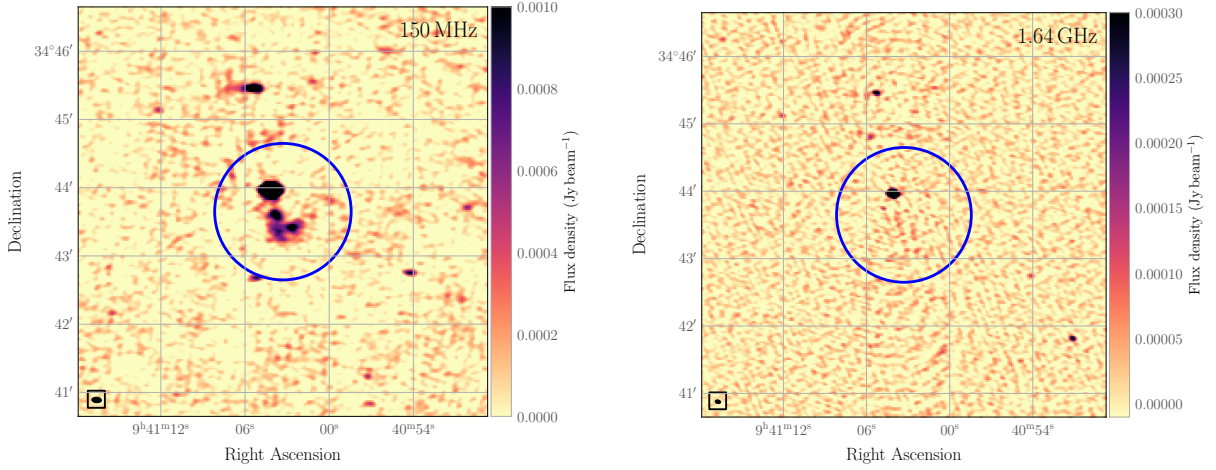 150 MHz
34°46′
45′
44′
43′
42′
41′
Declination
9ʰ41ᵐ12ˢ
06ˢ
00ˢ
40ᵐ54ˢ
Right Ascension
0.0010
0.0008
0.0006
0.0004
0.0002
0.0000
Flux density (Jy beam⁻¹)
1.64 GHz
34°46′
45′
44′
43′
42′
41′
Declination
9ʰ41ᵐ12ˢ
06ˢ
00ˢ
40ᵐ54ˢ
Right Ascension
0.00030
0.00025
0.00020
0.00015
0.00010
0.00005
0.00000
Flux density (Jy beam⁻¹)